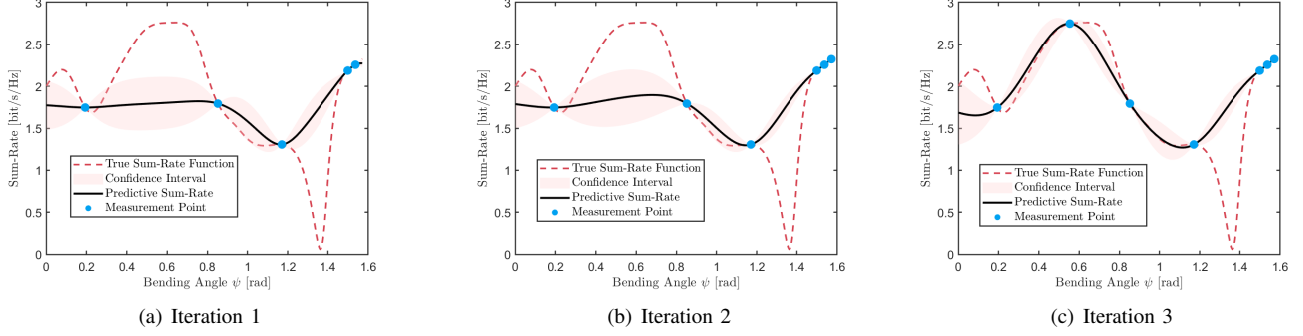 3
2.5
2
1.5
1
0.5
0
Sum-Rate [bit/s/Hz]
True Sum-Rate Function
Confidence Interval
Predictive Sum-Rate
Measurement Point
0 0.2 0.4 0.6 0.8 1 1.2 1.4 1.6
Bending Angle ψ [rad]
(a) Iteration 1
3
2.5
2
1.5
1
0.5
0
Sum-Rate [bit/s/Hz]
True Sum-Rate Function
Confidence Interval
Predictive Sum-Rate
Measurement Point
0 0.2 0.4 0.6 0.8 1 1.2 1.4 1.6
Bending Angle ψ [rad]
(b) Iteration 2
3
2.5
2
1.5
1
0.5
0
Sum-Rate [bit/s/Hz]
True Sum-Rate Function
Confidence Interval
Predictive Sum-Rate
Measurement Point
0 0.2 0.4 0.6 0.8 1 1.2 1.4 1.6
Bending Angle ψ [rad]
(c) Iteration 3